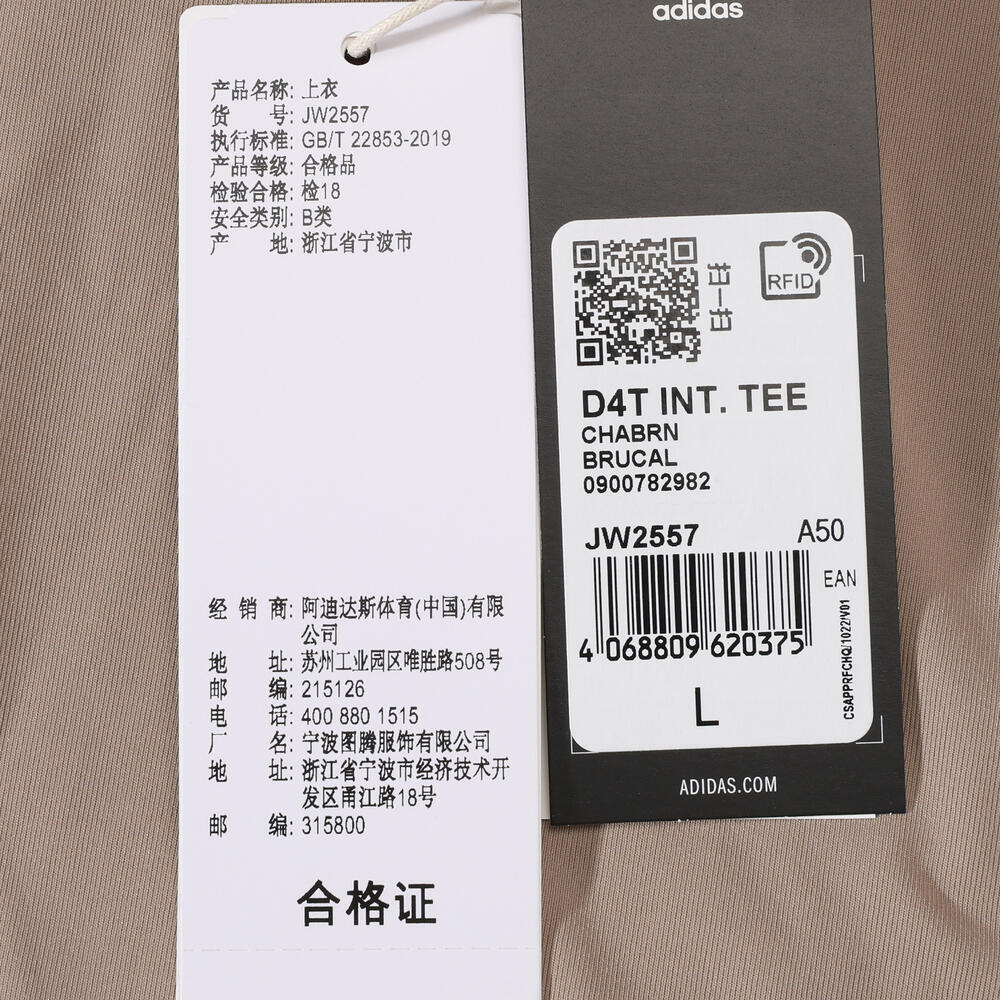 产品名称: 上衣
货 号: JW2557
执行标准: GB/T 22853-2019
产品等级: 合格品
检验合格: 检18
安全类别: B类
产 地: 浙江省宁波市
经 销 商: 阿迪达斯体育(中国)有限
公司
地 址: 苏州工业园区唯胜路508号
邮 编: 215126
电 话: 400 880 1515
厂 名: 宁波图腾服饰有限公司
地 址: 浙江省宁波市经济技术开
发区甬江路18号
邮 编: 315800
合格证
adidas
RFID
扫一扫
D4T INT. TEE
CHABRN
BRUCAL
0900782982
JW2557 A50
EAN
4 068809 620375
L
CSAPPRFCHQ/1022/V01
ADIDAS.COM